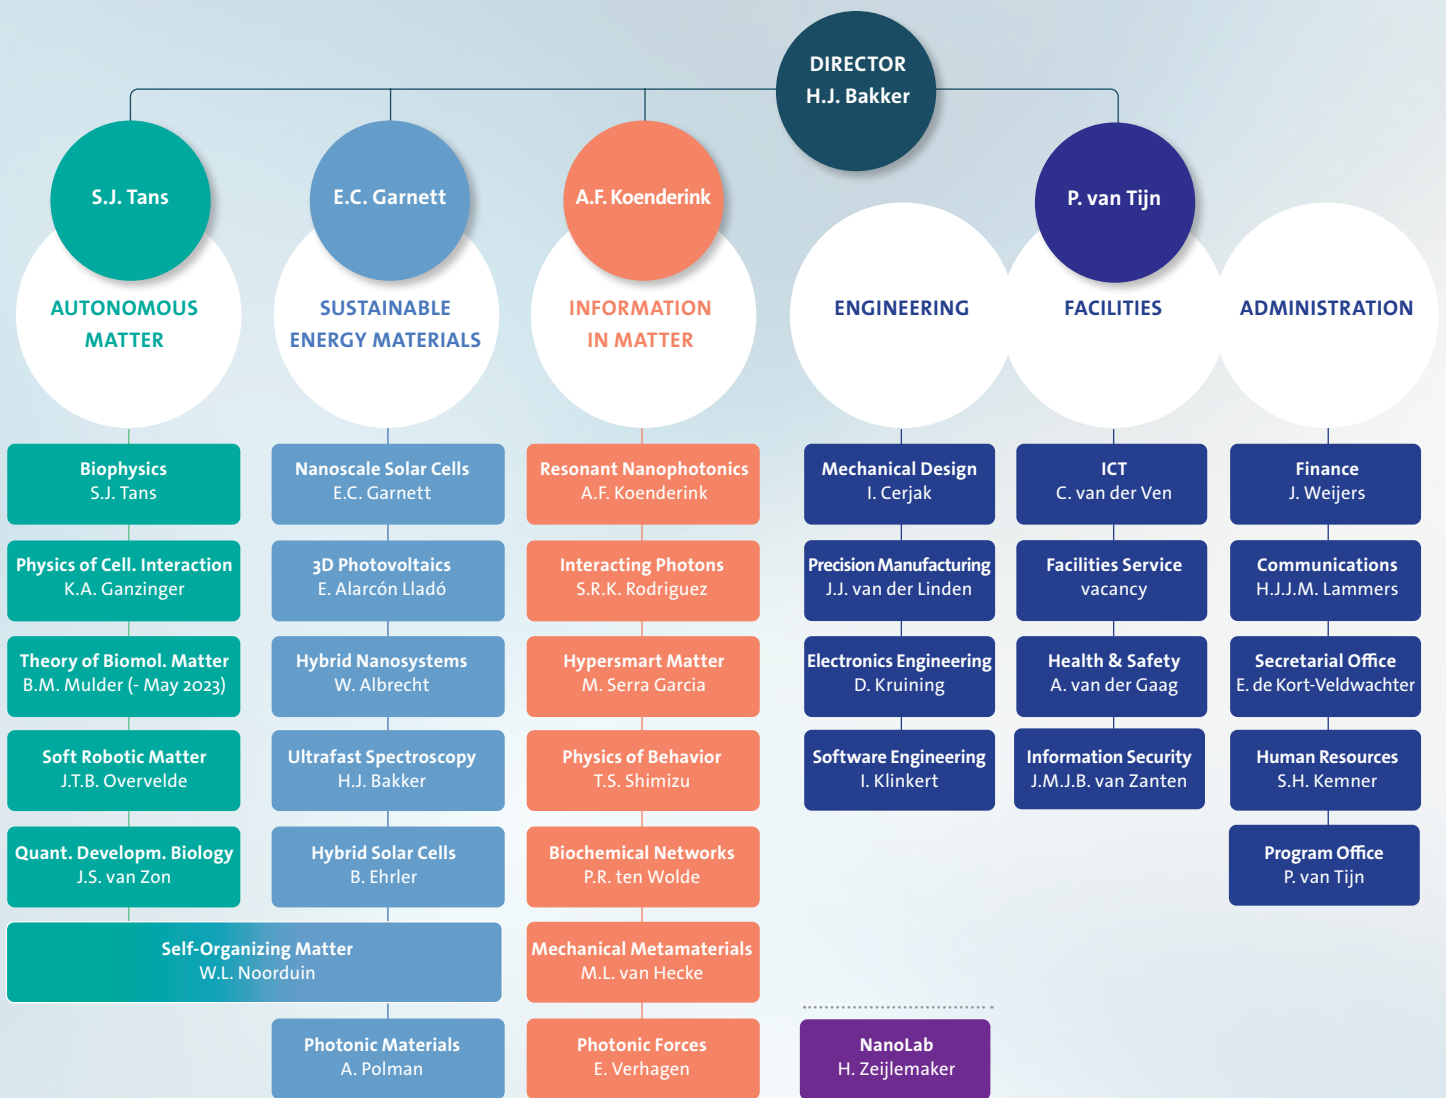 DIRECTOR
H.J. Bakker
S.J. Tans
E.C. Garnett
A.F. Koenderink
P. van Tijn
AUTONOMOUS
MATTER
SUSTAINABLE
ENERGY MATERIALS
INFORMATION
IN MATTER
ENGINEERING
FACILITIES
ADMINISTRATION
Biophysics
S.J. Tans
Physics of Cell. Interaction
K.A. Ganzinger
Theory of Biomol. Matter
B.M. Mulder (- May 2023)
Soft Robotic Matter
J.T.B. Overvelde
Quant. Developm. Biology
J.S. van Zon
Self-Organizing Matter
W.L. Noorduin
Nanoscale Solar Cells
E.C. Garnett
3D Photovoltaics
E. Alarcón Lladó
Hybrid Nanosystems
W. Albrecht
Ultrafast Spectroscopy
H.J. Bakker
Hybrid Solar Cells
B. Ehrler
Photonic Materials
A. Polman
Resonant Nanophotonics
A.F. Koenderink
Interacting Photons
S.R.K. Rodriguez
Hypersmart Matter
M. Serra Garcia
Physics of Behavior
T.S. Shimizu
Biochemical Networks
P.R. ten Wolde
Mechanical Metamaterials
M.L. van Hecke
Photonic Forces
E. Verhagen
Mechanical Design
I. Cerjak
Precision Manufacturing
J.J. van der Linden
Electronics Engineering
D. Kruining
Software Engineering
I. Klinkert
NanoLab
H. Zeijlemaker
ICT
C. van der Ven
Facilities Service
vacancy
Health & Safety
A. van der Gaag
Information Security
J.M.J.B. van Zanten
Finance
J. Weijers
Communications
H.J.J.M. Lammers
Secretarial Office
E. de Kort-Veldwachter
Human Resources
S.H. Kemner
Program Office
P. van Tijn